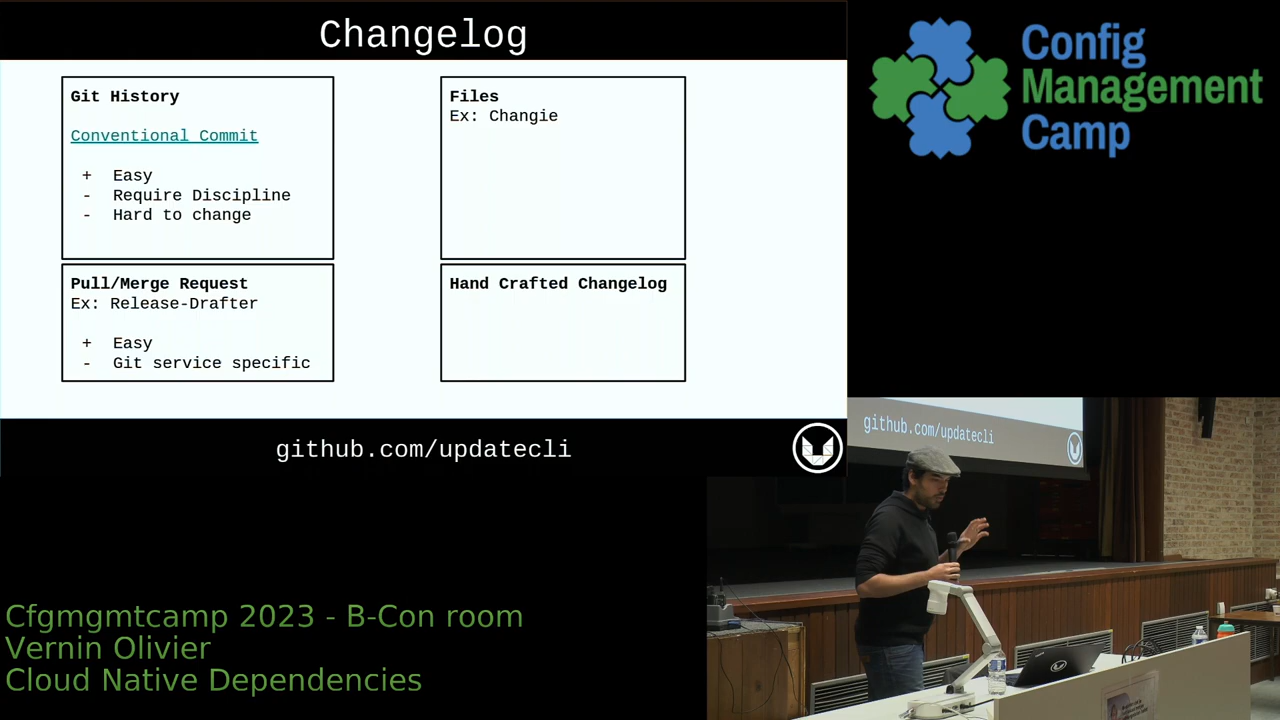 Changelog
Git History
Conventional Commit
+ Easy
- Require Discipline
- Hard to change
Files
Ex: Changie
Pull/Merge Request
Ex: Release-Drafter
+ Easy
- Git service specific
Hand Crafted Changelog
github.com/updatecli
Config
Management
Camp
github.com/updatecli
Cfgmgmtcamp 2023 - B-Con room
Vernin Olivier
Cloud Native Dependencies